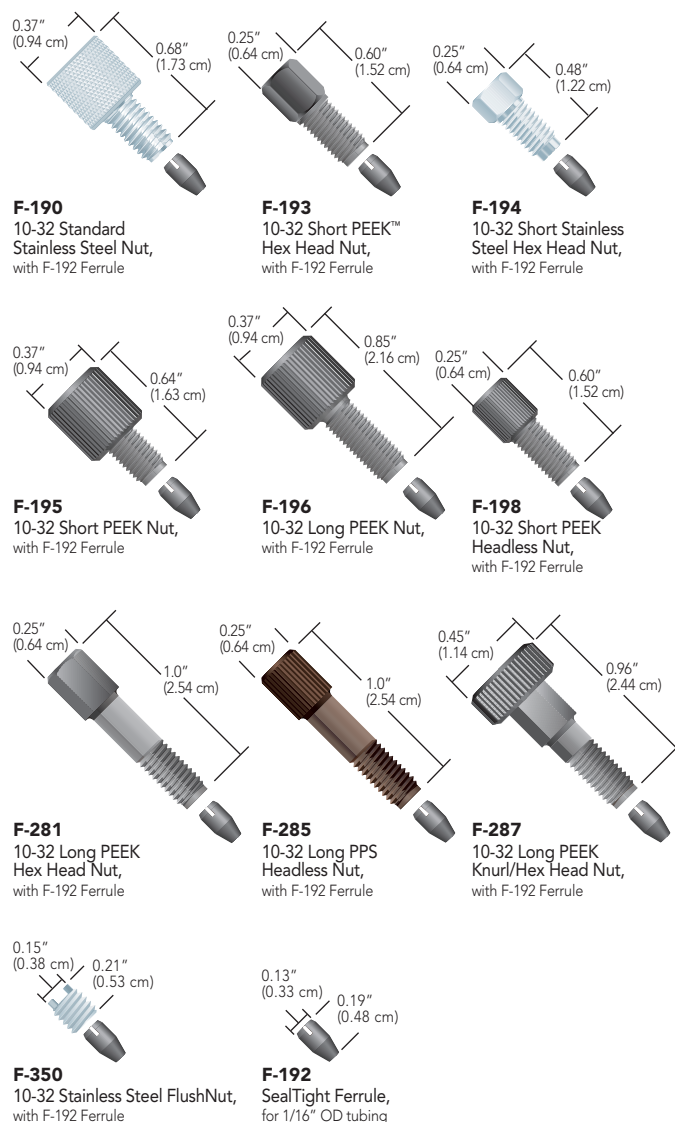 0.37”
(0.94 cm)
0.68”
(1.73 cm)
F-190
10-32 Standard
Stainless Steel Nut,
with F-192 Ferrule
0.25”
(0.64 cm)
0.60”
(1.52 cm)
F-193
10-32 Short PEEK™
Hex Head Nut,
with F-192 Ferrule
0.25”
(0.64 cm)
0.48”
(1.22 cm)
F-194
10-32 Short Stainless
Steel Hex Head Nut,
with F-192 Ferrule
0.37”
(0.94 cm)
0.64”
(1.63 cm)
F-195
10-32 Short PEEK Nut,
with F-192 Ferrule
0.37”
(0.94 cm)
0.85”
(2.16 cm)
F-196
10-32 Long PEEK Nut,
with F-192 Ferrule
0.25”
(0.64 cm)
0.60”
(1.52 cm)
F-198
10-32 Short PEEK
Headless Nut,
with F-192 Ferrule
0.25”
(0.64 cm)
1.0”
(2.54 cm)
F-281
10-32 Long PEEK
Hex Head Nut,
with F-192 Ferrule
0.25”
(0.64 cm)
1.0”
(2.54 cm)
F-285
10-32 Long PPS
Headless Nut,
with F-192 Ferrule
0.45”
(1.14 cm)
0.96”
(2.44 cm)
F-287
10-32 Long PEEK
Knurl/Hex Head Nut,
with F-192 Ferrule
0.15”
(0.38 cm)
0.21”
(0.53 cm)
F-350
10-32 Stainless Steel FlushNut,
with F-192 Ferrule
0.13”
(0.33 cm)
0.19”
(0.48 cm)
F-192
SealTight Ferrule,
for 1/16” OD tubing